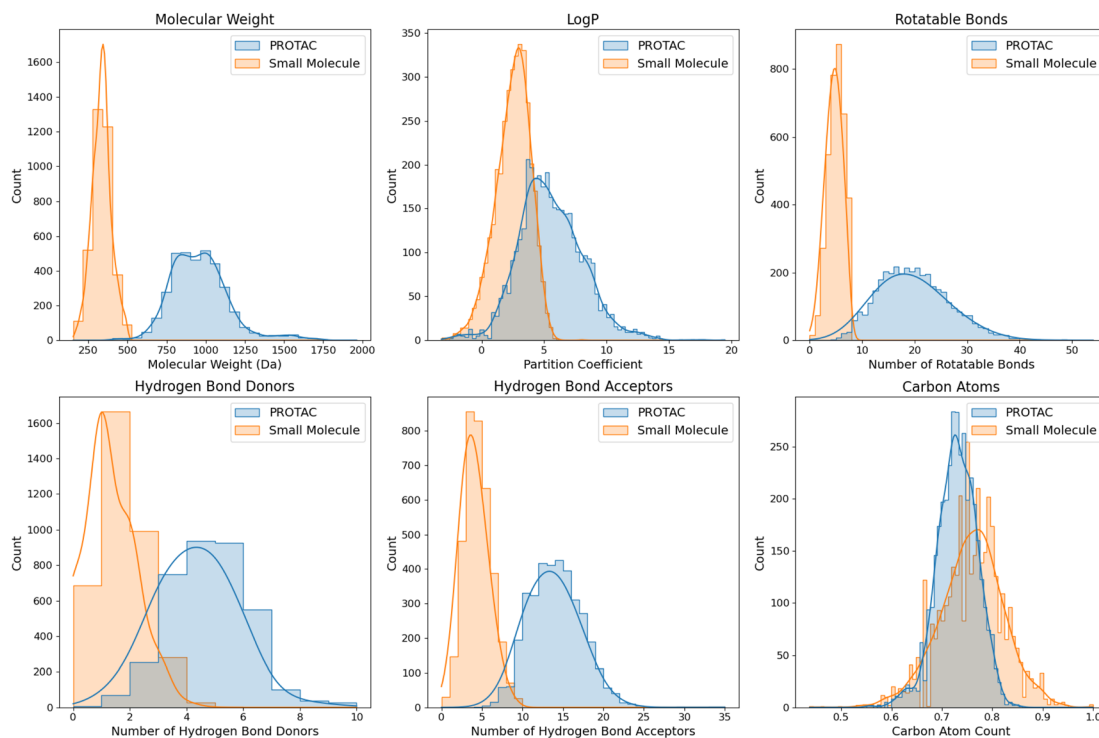 Molecular Weight
PROTAC
Small Molecule
Count
1600
1400
1200
1000
800
600
400
200
0
250 500 750 1000 1250 1500 1750 2000
Molecular Weight (Da)
LogP
PROTAC
Small Molecule
Count
350
300
250
200
150
100
50
0
0 5 10 15 20
Partition Coefficient
Rotatable Bonds
PROTAC
Small Molecule
Count
800
600
400
200
0
0 10 20 30 40 50
Number of Rotatable Bonds
Hydrogen Bond Donors
PROTAC
Small Molecule
Count
1600
1400
1200
1000
800
600
400
200
0
0 2 4 6 8 10
Number of Hydrogen Bond Donors
Hydrogen Bond Acceptors
PROTAC
Small Molecule
Count
800
700
600
500
400
300
200
100
0
0 5 10 15 20 25 30 35
Number of Hydrogen Bond Acceptors
Carbon Atoms
PROTAC
Small Molecule
Count
250
200
150
100
50
0
0.5 0.6 0.7 0.8 0.9 1.0
Carbon Atom Count